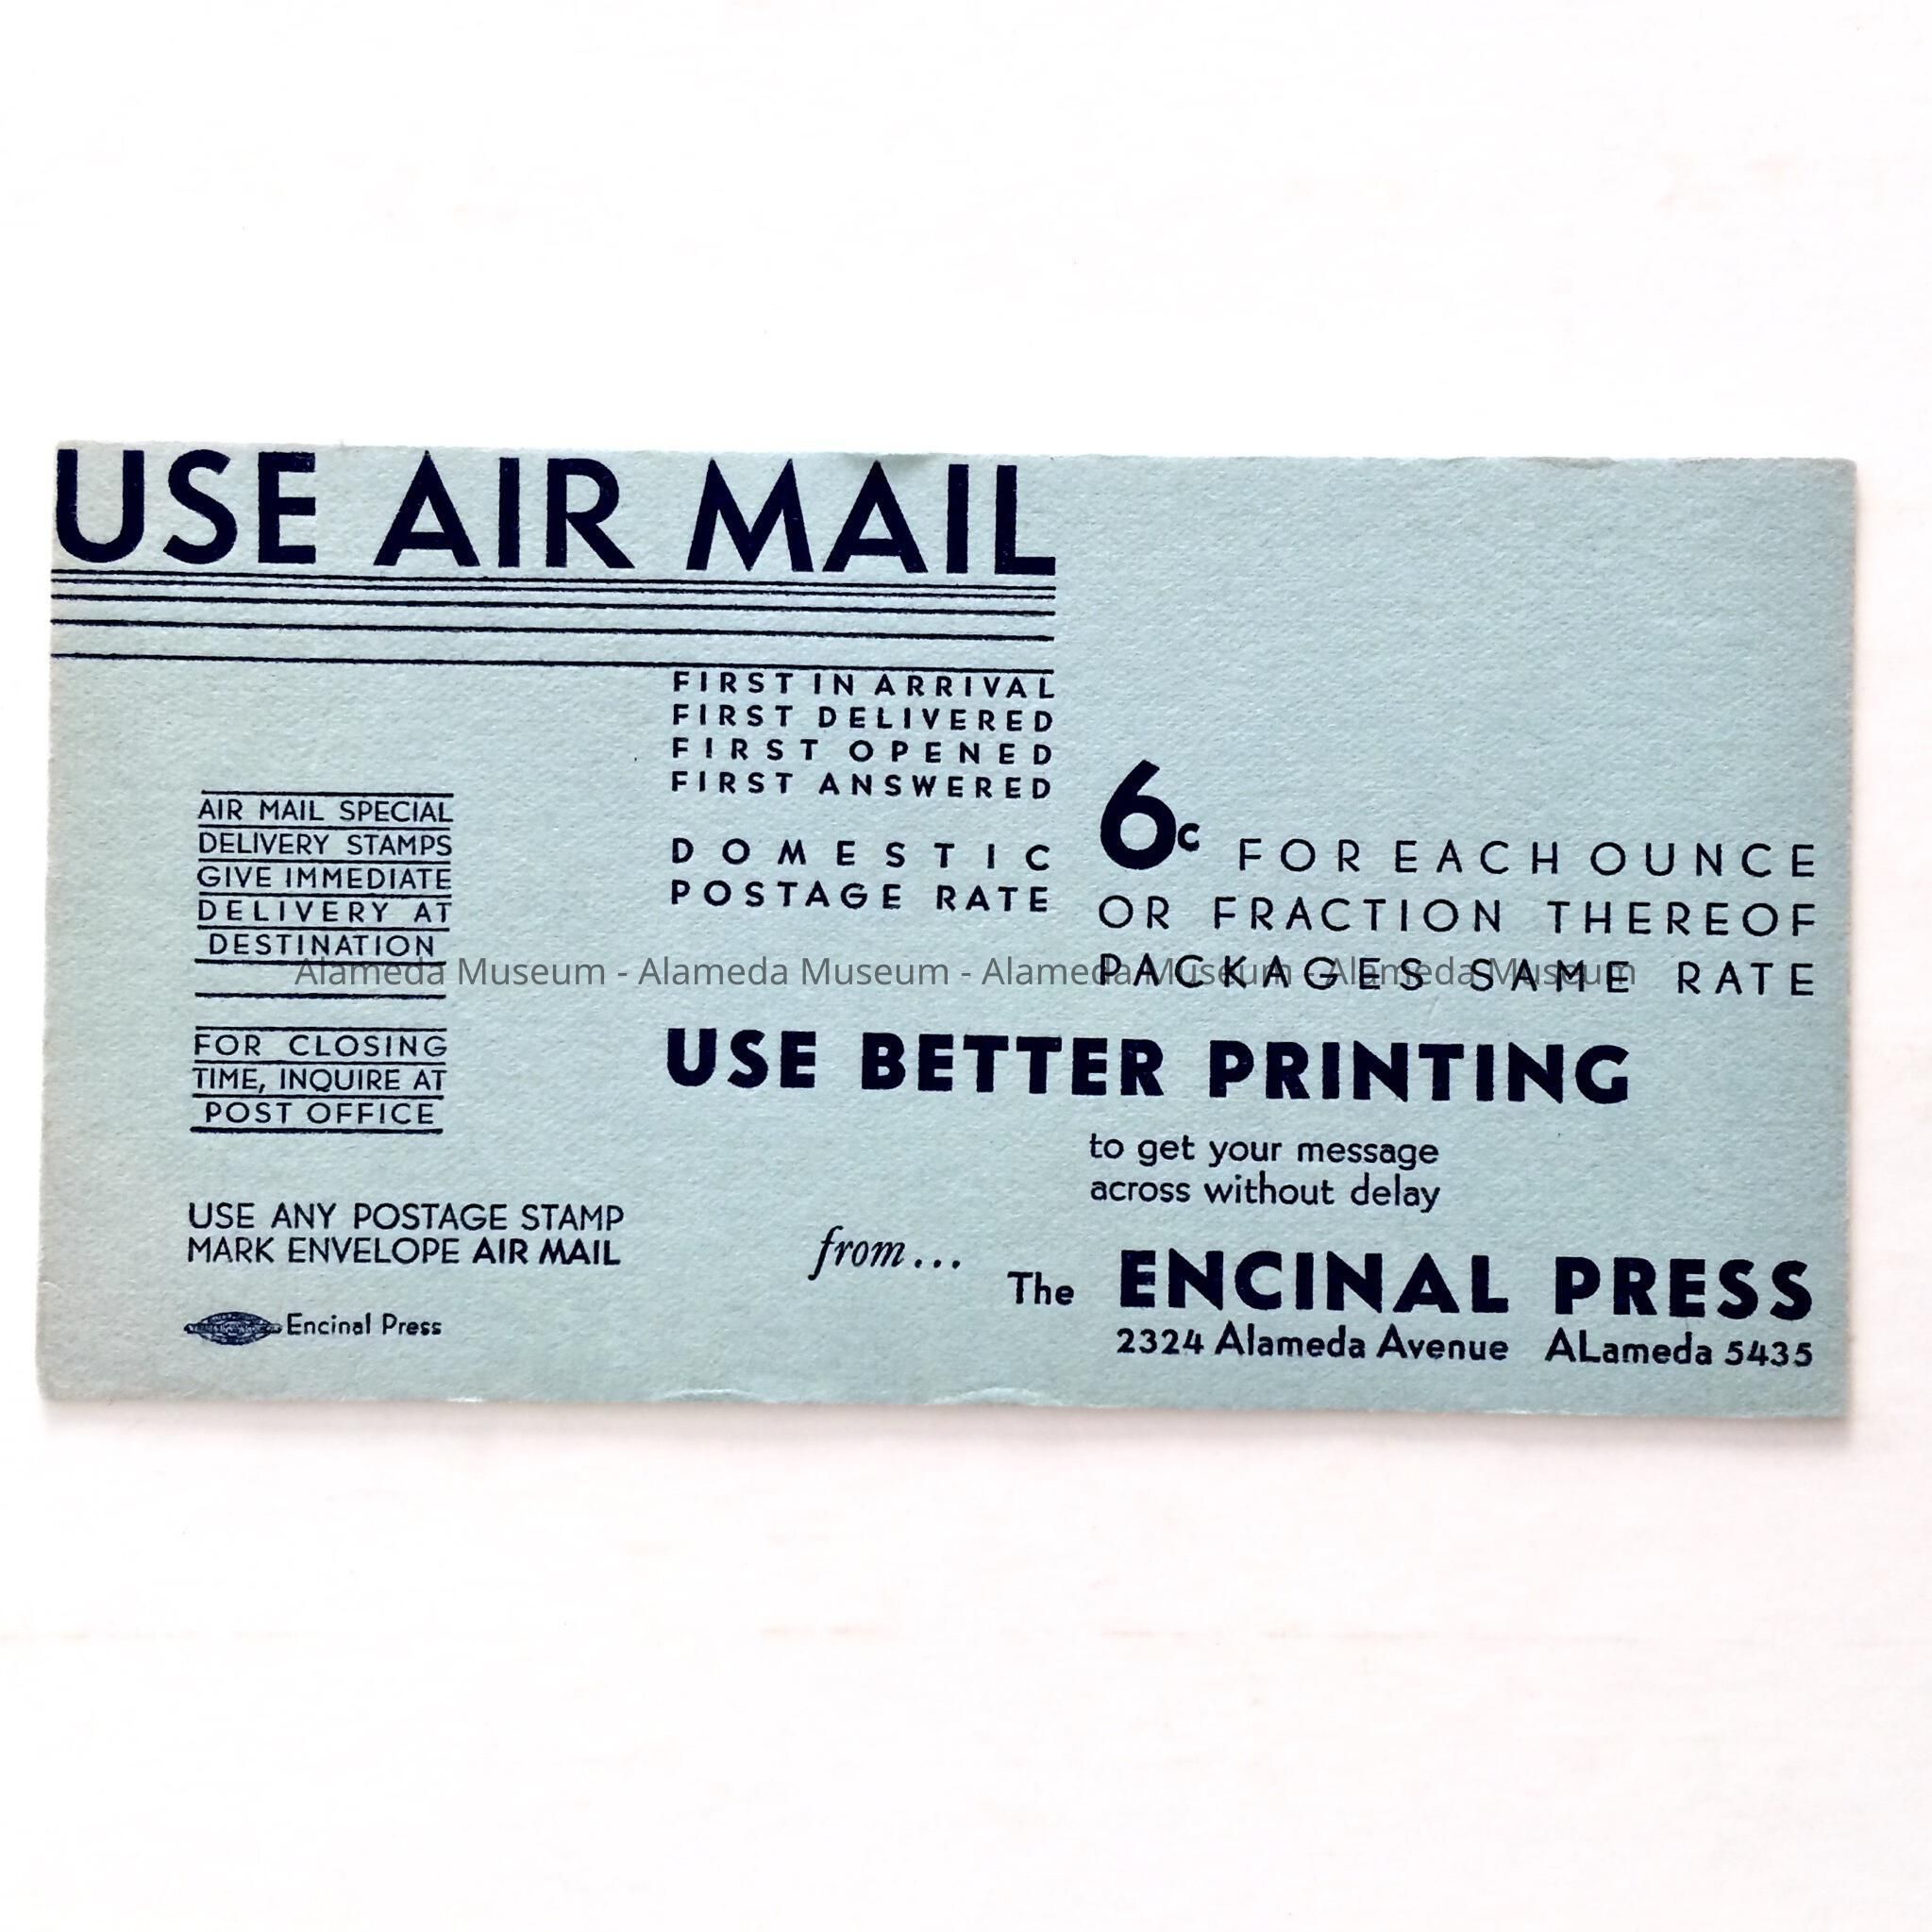 USE AIR MAIL
FIRST IN ARRIVAL
FIRST DELIVERED
FIRST OPENED
FIRST ANSWERED
DOMESTIC
POSTAGE RATE
6c FOR EACH OUNCE
OR FRACTION THEREOF
PACKAGES SAME RATE
AIR MAIL SPECIAL
DELIVERY STAMPS
GIVE IMMEDIATE
DELIVERY AT
DESTINATION
FOR CLOSING
TIME, INQUIRE AT
POST OFFICE
USE ANY POSTAGE STAMP
MARK ENVELOPE AIR MAIL
Encinal Press
USE BETTER PRINTING
to get your message
across without delay
from...
The ENCINAL PRESS
2324 Alameda Avenue ALameda 5435
Alameda Museum - Alameda Museum - Alameda Museum - Alameda Museum